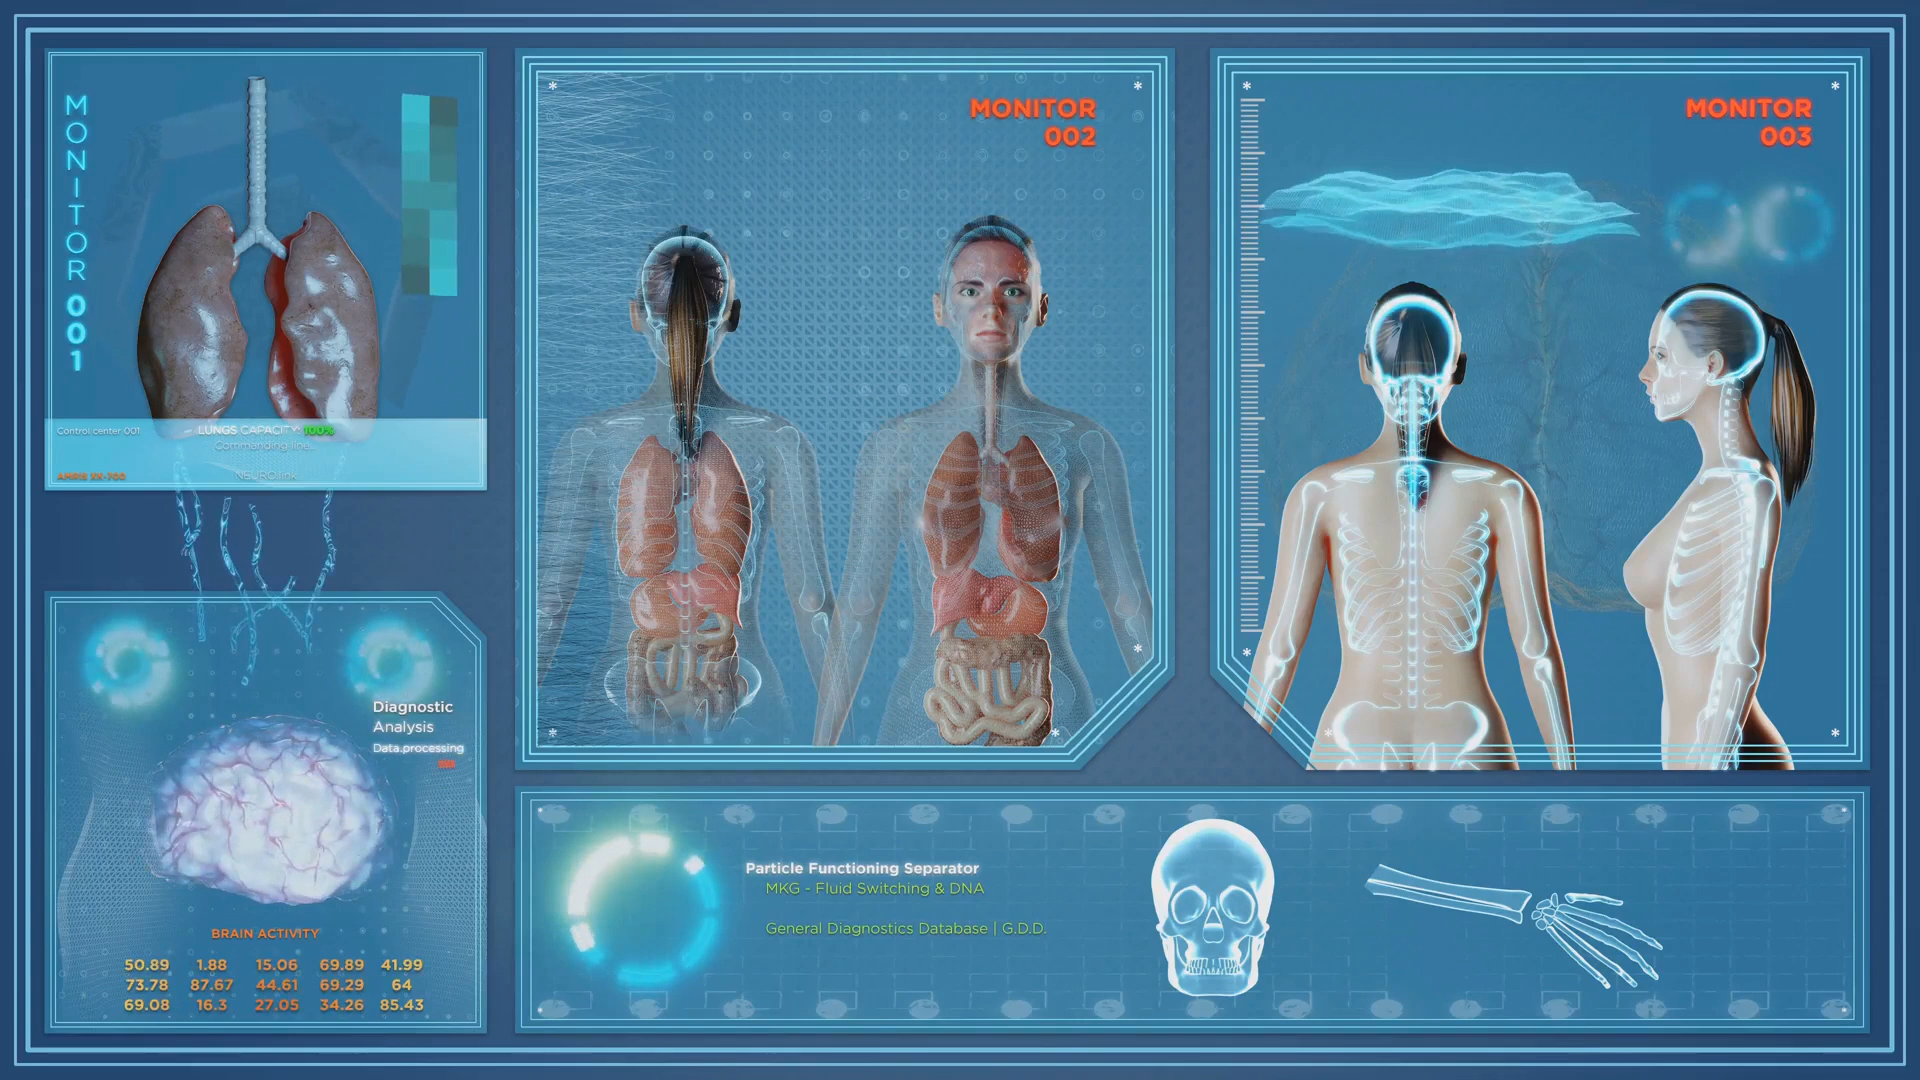 MONITOR 001
Control center 001
LUNGS CAPACITY 100%
Commanding line...
AMRIS XX-700
NEURO.link
MONITOR
002
MONITOR
003
Diagnostic
Analysis
Data.processing
BRAIN ACTIVITY
50.89 1.88 15.06 69.89 41.99
73.78 87.67 44.61 69.29 64
69.08 16.3 27.05 34.26 85.43
Particle Functioning Separator
MKG - Fluid Switching & DNA
General Diagnostics Database | G.D.D.